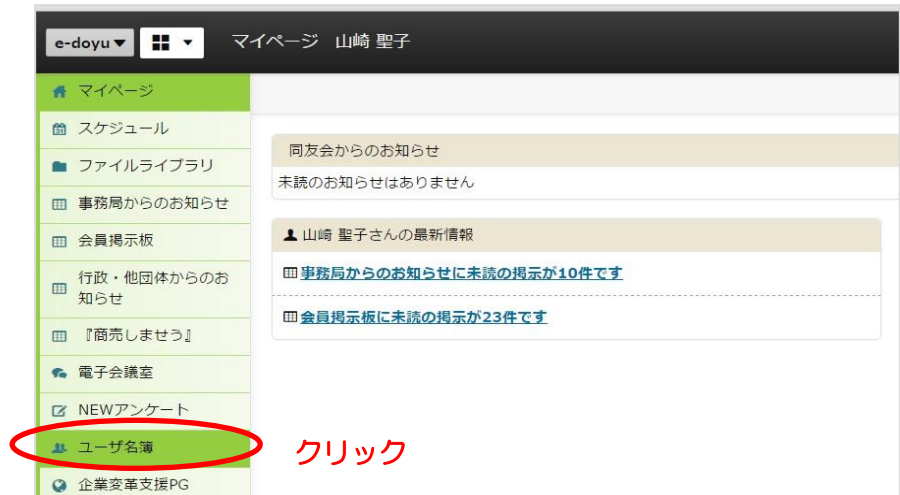 e-doyu▼
マイページ 山崎 聖子
マイページ
スケジュール
ファイルライブラリ
事務局からのお知らせ
会員掲示板
行政・他団体からのお
知らせ
『商売しませう』
電子会議室
NEWアンケート
ユーザ名簿
企業変革支援PG
同友会からのお知らせ
未読のお知らせはありません
山崎 聖子さんの最新情報
事務局からのお知らせに未読の掲示が10件です
会員掲示板に未読の掲示が23件です
クリック